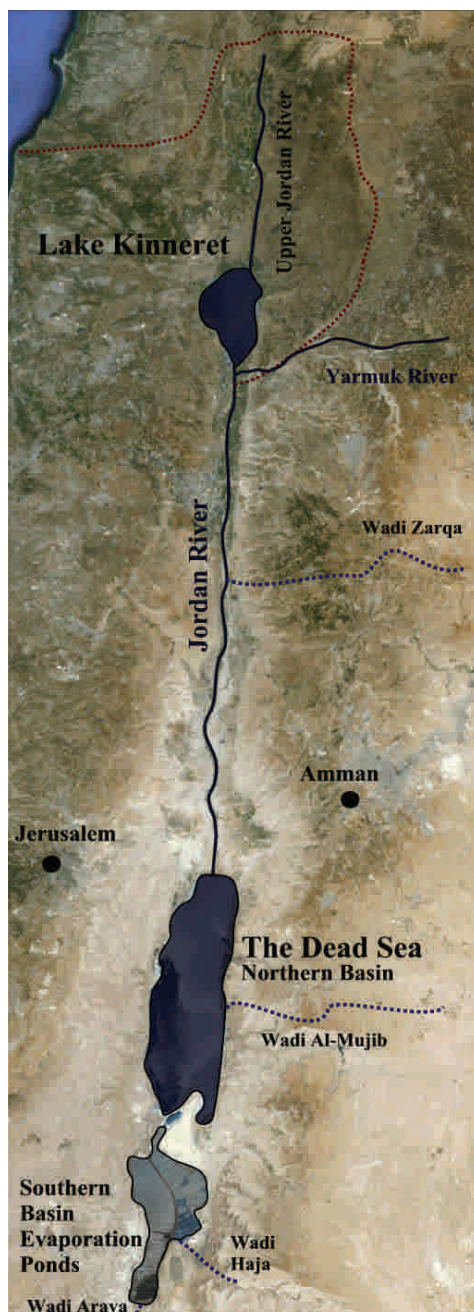 Lake Kinneret
Upper Jordan River
Yarmuk River
Wadi Zarqa
Jordan River
Amman
Jerusalem
The Dead Sea
Northern Basin
Wadi Al-Mujib
Southern
Basin
Evaporation
Ponds
Wadi
Haja
Wadi Arava